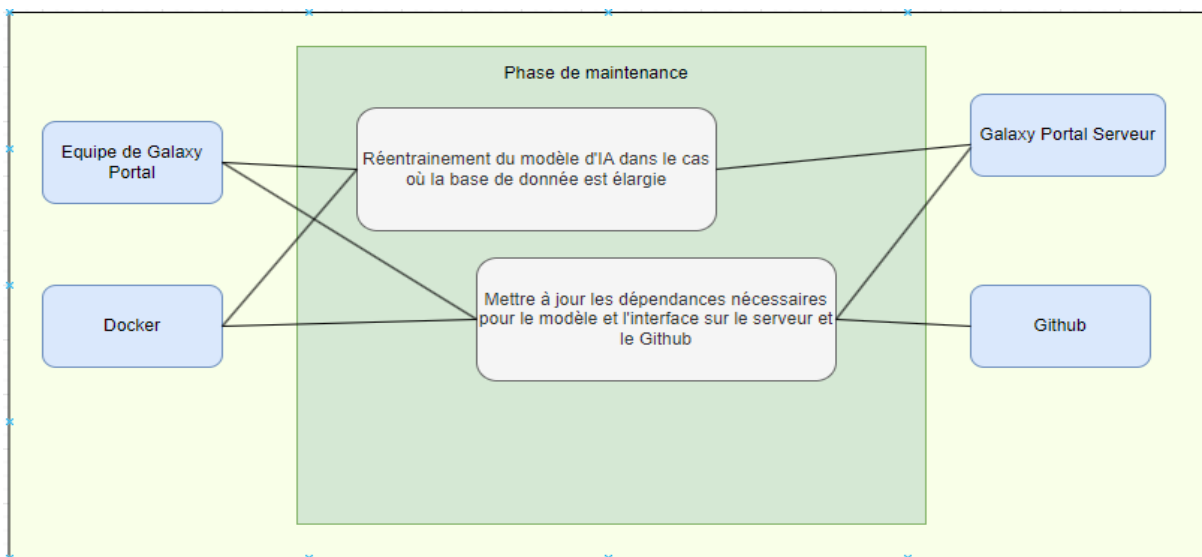 Phase de maintenance
Equipe de Galaxy
Portal
Réentrainement du modèle d'IA dans le cas
où la base de donnée est élargie
Galaxy Portal Serveur
Docker
Mettre à jour les dépendances nécessaires
pour le modèle et l'interface sur le serveur et
le Github
Github